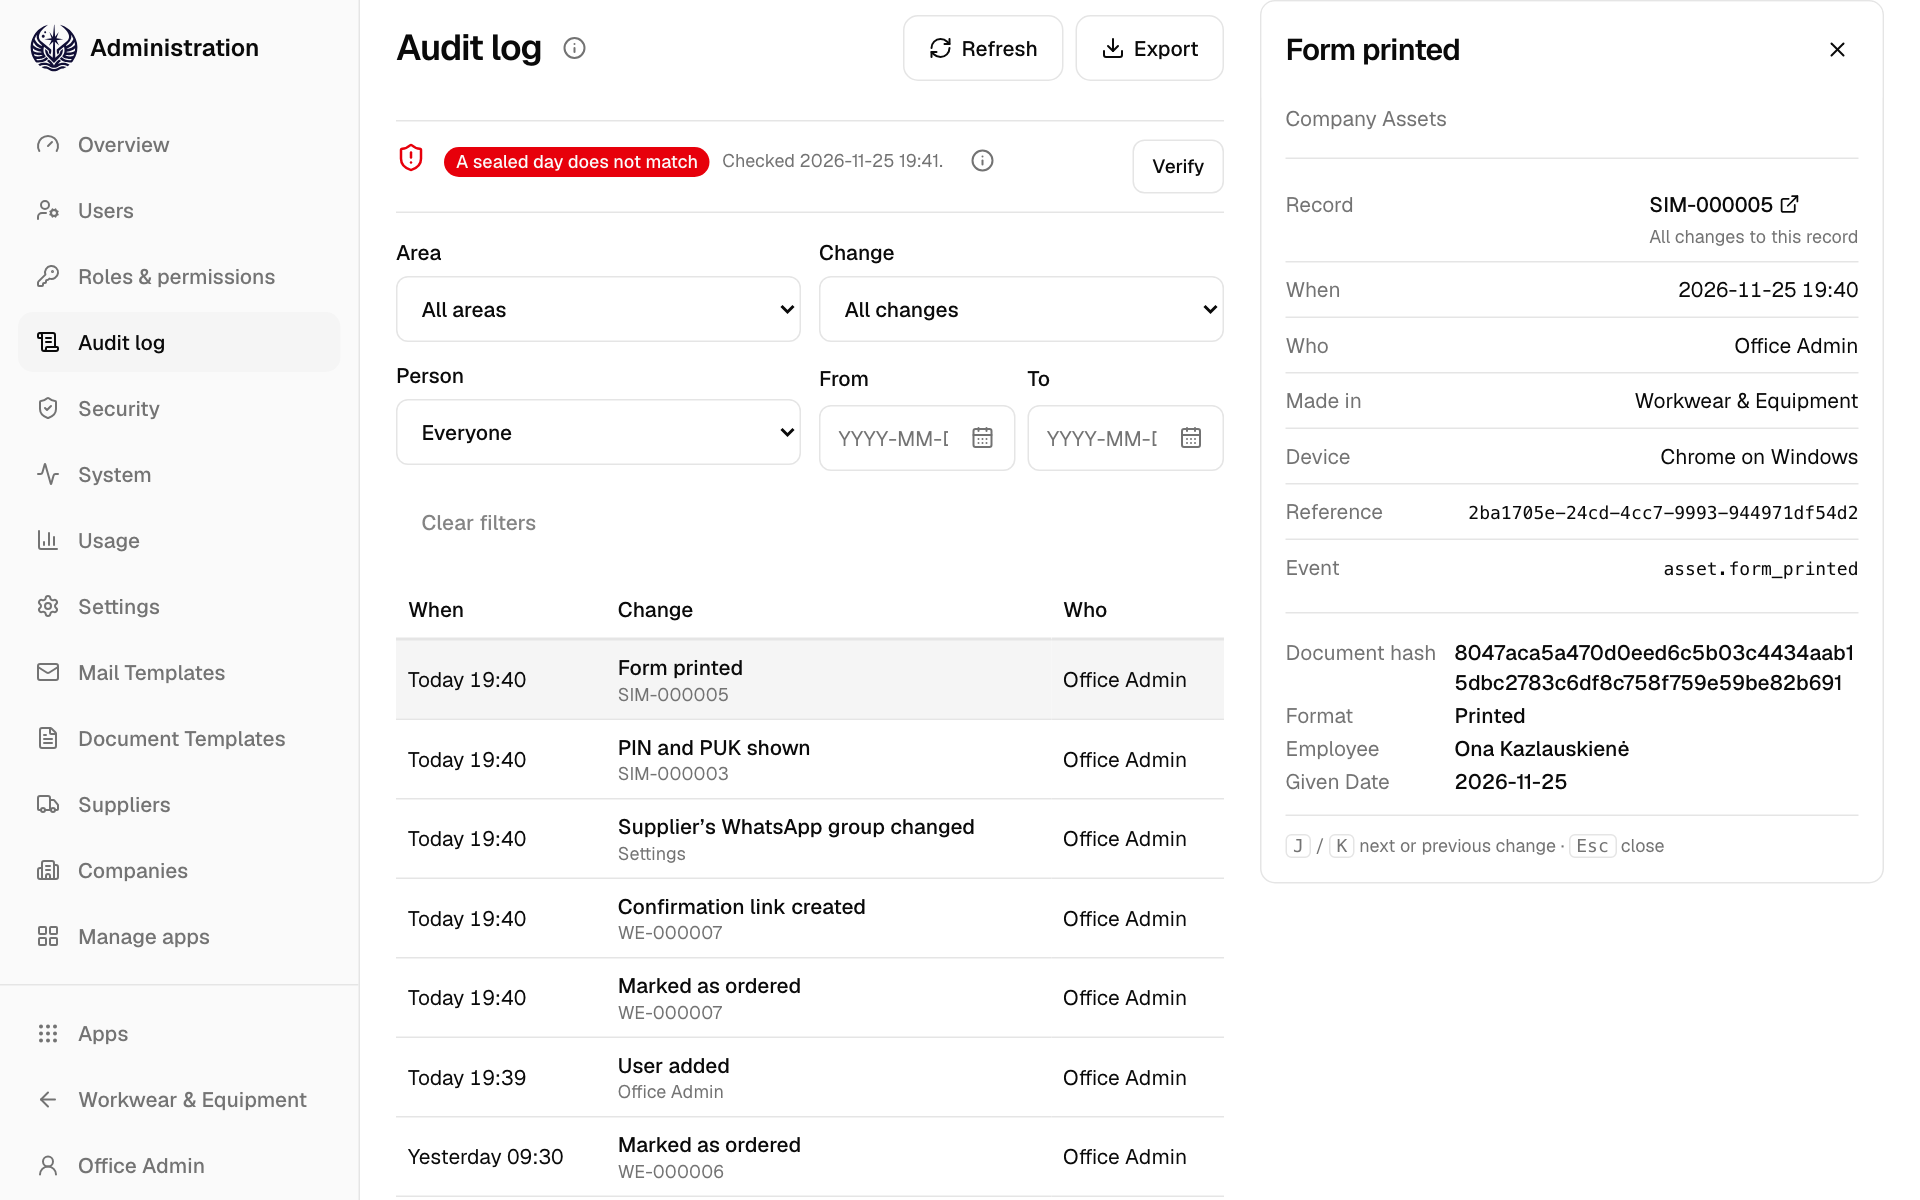 Administration
Overview
Users
Roles & permissions
Audit log
Security
System
Usage
Settings
Mail Templates
Document Templates
Suppliers
Companies
Manage apps
Apps
Workwear & Equipment
Office Admin
Audit log
Refresh
Export
A sealed day does not match
Checked 2026-11-25 19:41.
Verify
Area
Change
All areas
All changes
Person
From
To
Everyone
YYYY-MM-D
YYYY-MM-D
Clear filters
When Change Who
Today 19:40 Form printed Office Admin
SIM-000005
Today 19:40 PIN and PUK shown Office Admin
SIM-000003
Today 19:40 Supplier’s WhatsApp group changed Office Admin
Settings
Today 19:40 Confirmation link created Office Admin
WE-000007
Today 19:40 Marked as ordered Office Admin
WE-000007
Today 19:39 User added Office Admin
Office Admin
Yesterday 09:30 Marked as ordered Office Admin
WE-000006
Form printed
Company Assets
Record SIM-000005
All changes to this record
When 2026-11-25 19:40
Who Office Admin
Made in Workwear & Equipment
Device Chrome on Windows
Reference 2ba1705e-24cd-4cc7-9993-944971df54d2
Event asset.form_printed
Document hash 8047aca5a470d0eed6c5b03c4434aab1
5dbc2783c6df8c758f759e59be82b691
Format Printed
Employee Ona Kazlauskienė
Given Date 2026-11-25
J / K next or previous change · Esc close